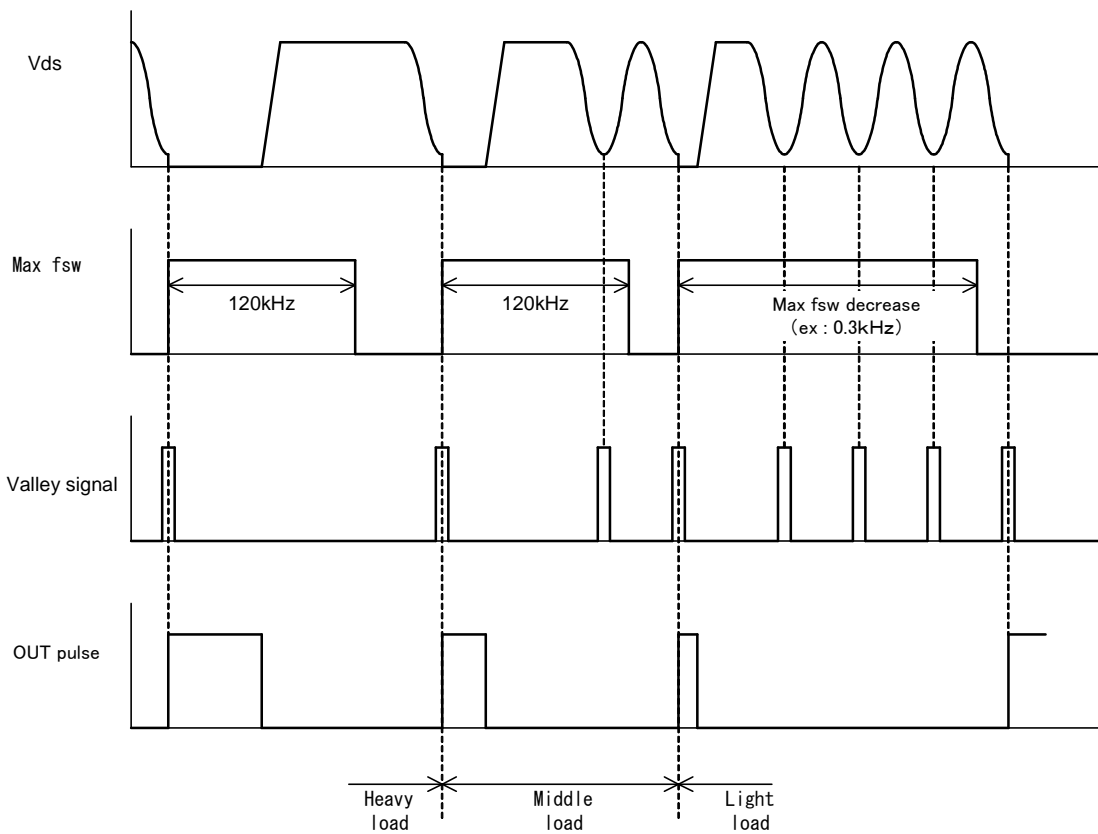 Vds
Max fsw
120kHz
120kHz
Max fsw decrease
(ex : 0.3kHz)
Valley signal
OUT pulse
Heavy
load
Middle
load
Light
load